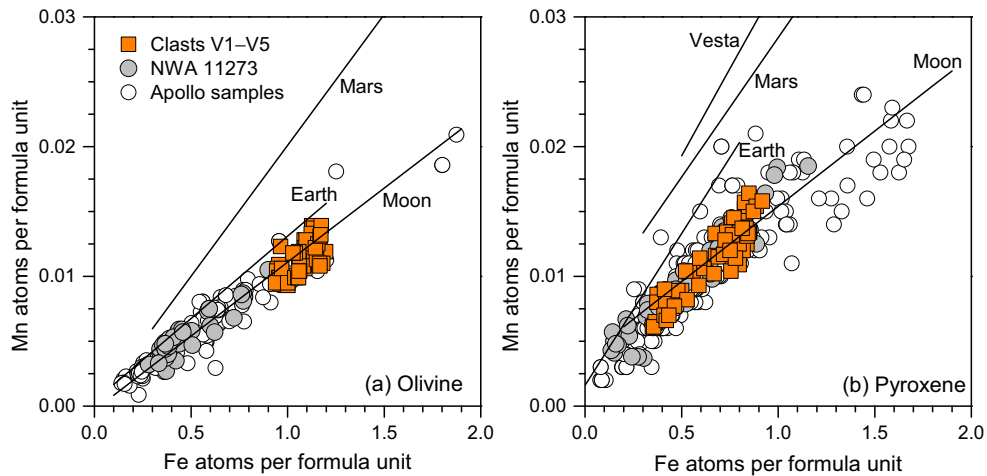 0.03
0.02
0.01
0.00
Mn atoms per formula unit
Clasts V1–V5
NWA 11273
Apollo samples
Mars
Earth
Moon
(a) Olivine
0.0 0.5 1.0 1.5 2.0
Fe atoms per formula unit
0.03
0.02
0.01
0.00
Mn atoms per formula unit
Vesta
Mars
Moon
Earth
(b) Pyroxene
0.0 0.5 1.0 1.5 2.0
Fe atoms per formula unit